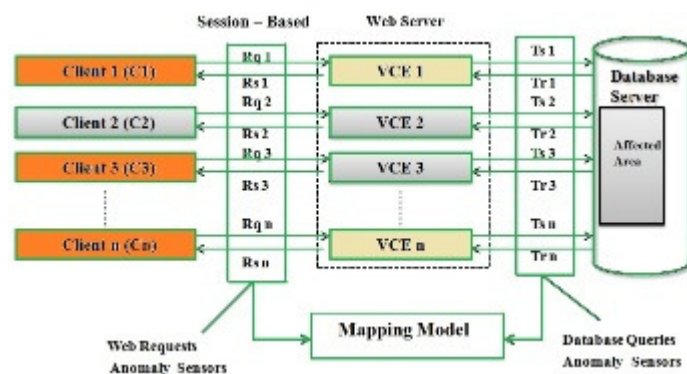 Session – Based
Web Server
Client 1 (C1)
Rq 1
Rs 1
VCE 1
Ts 1
Tr 1
Database
Server
Client 2 (C2)
Rq 2
Rs 2
VCE 2
Ts 2
Tr 2
Affected
Area
Client 3 (C3)
Rq 3
Rs 3
VCE 3
Ts 3
Tr 3
Client n (Cn)
Rq n
Rs n
VCE n
Ts n
Tr n
Mapping Model
Web Requests
Anomaly Sensors
Database Queries
Anomaly Sensors